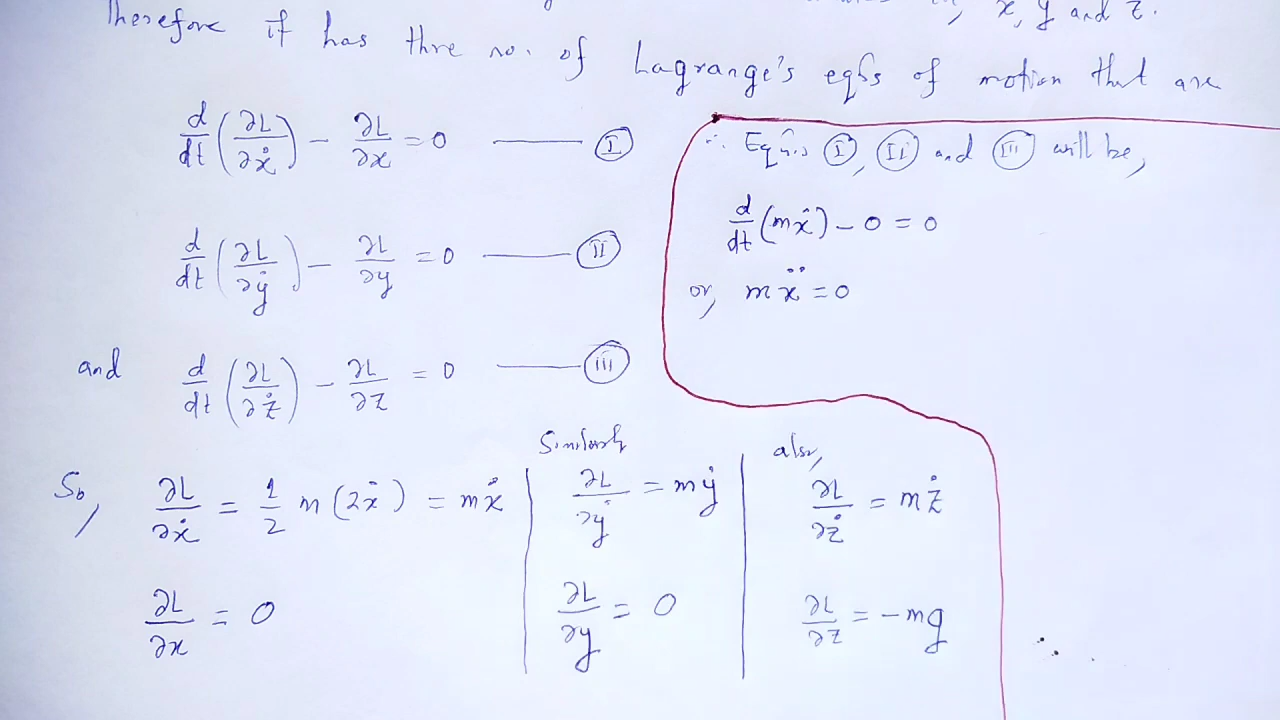 x, y and z.
Therefore it has thre no. of Lagrange's eqns of motion that are
d/dt (∂L/∂ẋ) − ∂L/∂x = 0 —— (I)
d/dt (∂L/∂ẏ) − ∂L/∂y = 0 —— (II)
and d/dt (∂L/∂ż) − ∂L/∂z = 0 —— (III)
So, ∂L/∂ẋ = 1/2 m (2ẋ) = mẋ
∂L/∂x = 0
Similarly
∂L/∂ẏ = mẏ
∂L/∂y = 0
also,
∂L/∂ż = mż
∂L/∂z = −mg
∴ Eqns (I), (II) and (III) will be,
d/dt (mẋ) − 0 = 0
or, mẍ = 0